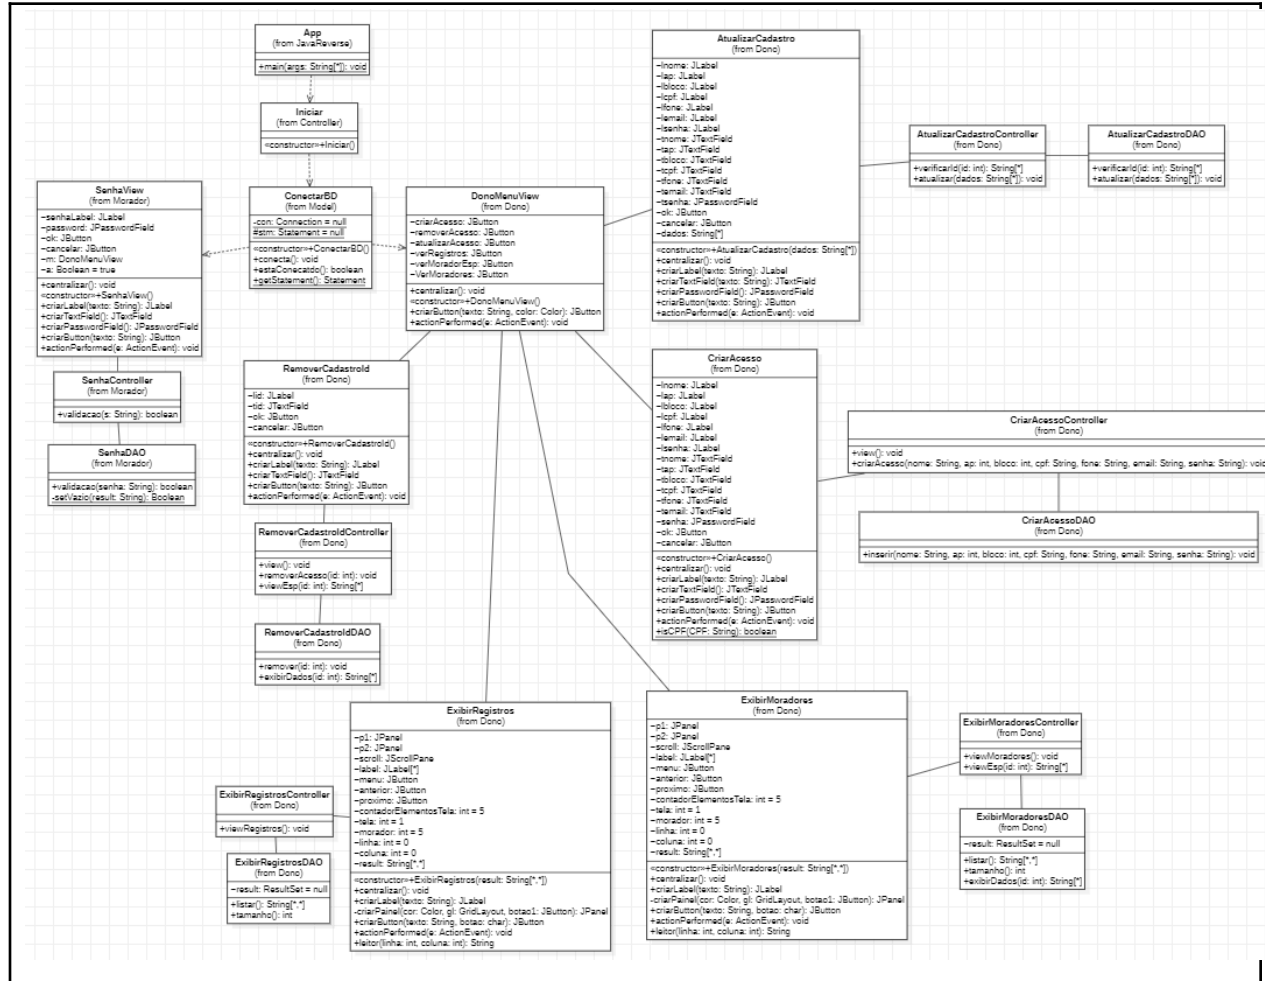 App
(from JavaReverse)
+main(args: String[*]): void
Iniciar
(from Controller)
«constructor»+Iniciar()
ConectarBD
(from Model)
-con: Connection = null
#stm: Statement = null
«constructor»+ConectarBD()
+conecta(): void
+estaConecatdo(): boolean
+getStatement(): Statement
SenhaView
(from Morador)
-senhaLabel: JLabel
-password: JPasswordField
-ok: JButton
-cancelar: JButton
-m: DonoMenuView
-a: Boolean = true
+centralizar(): void
«constructor»+SenhaView()
+criarLabel(texto: String): JLabel
+criarTextField(): JTextField
+criarPasswordField(): JPasswordField
+criarButton(texto: String): JButton
+actionPerformed(e: ActionEvent): void
SenhaController
(from Morador)
+validacao(s: String): boolean
SenhaDAO
(from Morador)
+validacao(senha: String): boolean
-setVazio(result: String): Boolean
DonoMenuView
(from Dono)
-criarAcesso: JButton
-removerAcesso: JButton
-atualizarAcesso: JButton
-verRegistros: JButton
-verMoradorEsp: JButton
-VerMoradores: JButton
+centralizar(): void
«constructor»+DonoMenuView()
+criarButton(texto: String, color: Color): JButton
+actionPerformed(e: ActionEvent): void
AtualizarCadastro
(from Dono)
-lnome: JLabel
-lap: JLabel
-lbloco: JLabel
-lcpf: JLabel
-lfone: JLabel
-lemail: JLabel
-lsenha: JLabel
-tnome: JTextField
-tap: JTextField
-tbloco: JTextField
-tcpf: JTextField
-tfone: JTextField
-temail: JTextField
-tsenha: JPasswordField
-ok: JButton
-cancelar: JButton
-dados: String[*]
«constructor»+AtualizarCadastro(dados: String[*])
+centralizar(): void
+criarLabel(texto: String): JLabel
+criarTextField(texto: String): JTextField
+criarPasswordField(texto: String): JPasswordField
+criarButton(texto: String): JButton
+actionPerformed(e: ActionEvent): void
AtualizarCadastroController
(from Dono)
+verificarId(id: int): String[*]
+atualizar(dados: String[*]): void
AtualizarCadastroDAO
(from Dono)
+verificarId(id: int): String[*]
+atualizar(dados: String[*]): void
RemoverCadastroId
(from Dono)
-lid: JLabel
-tid: JTextField
-ok: JButton
-cancelar: JButton
«constructor»+RemoverCadastroId()
+centralizar(): void
+criarLabel(texto: String): JLabel
+criarTextField(): JTextField
+criarButton(texto: String): JButton
+actionPerformed(e: ActionEvent): void
RemoverCadastroIdController
(from Dono)
+view(): void
+removerAcesso(id: int): void
+viewEsp(id: int): String[*]
RemoverCadastroIdDAO
(from Dono)
+remover(id: int): void
+exibirDados(id: int): String[*]
CriarAcesso
(from Dono)
-lnome: JLabel
-lap: JLabel
-lbloco: JLabel
-lcpf: JLabel
-lfone: JLabel
-lemail: JLabel
-lsenha: JLabel
-tnome: JTextField
-tap: JTextField
-tbloco: JTextField
-tcpf: JTextField
-tfone: JTextField
-temail: JTextField
-senha: JPasswordField
-ok: JButton
-cancelar: JButton
«constructor»+CriarAcesso()
+centralizar(): void
+criarLabel(texto: String): JLabel
+criarTextField(): JTextField
+criarPasswordField(): JPasswordField
+criarButton(texto: String): JButton
+actionPerformed(e: ActionEvent): void
+isCPF(CPF: String): boolean
CriarAcessoController
(from Dono)
+view(): void
+criarAcesso(nome: String, ap: int, bloco: int, cpf: String, fone: String, email: String, senha: String): void
CriarAcessoDAO
(from Dono)
+inserir(nome: String, ap: int, bloco: int, cpf: String, fone: String, email: String, senha: String): void
ExibirRegistros
(from Dono)
-p1: JPanel
-p2: JPanel
-scroll: JScrollPane
-label: JLabel[*]
-menu: JButton
-anterior: JButton
-proximo: JButton
-contadorElementosTela: int = 5
-tela: int = 1
-morador: int = 5
-linha: int = 0
-coluna: int = 0
-result: String[*,*]
«constructor»+ExibirRegistros(result: String[*,*])
+centralizar(): void
+criarLabel(texto: String): JLabel
-criarPainel(cor: Color, gl: GridLayout, botao1: JButton): JPanel
+criarButton(texto: String, botao: char): JButton
+actionPerformed(e: ActionEvent): void
+leitor(linha: int, coluna: int): String
ExibirRegistrosController
(from Dono)
+viewRegistros(): void
ExibirRegistrosDAO
(from Dono)
-result: ResultSet = null
+listar(): String[*,*]
+tamanho(): int
ExibirMoradores
(from Dono)
-p1: JPanel
-p2: JPanel
-scroll: JScrollPane
-label: JLabel[*]
-menu: JButton
-anterior: JButton
-proximo: JButton
-contadorElementosTela: int = 5
-tela: int = 1
-morador: int = 5
-linha: int = 0
-coluna: int = 0
-result: String[*,*]
«constructor»+ExibirMoradores(result: String[*,*])
+centralizar(): void
+criarLabel(texto: String): JLabel
-criarPainel(cor: Color, gl: GridLayout, botao1: JButton): JPanel
+criarButton(texto: String, botao: char): JButton
+actionPerformed(e: ActionEvent): void
+leitor(linha: int, coluna: int): String
ExibirMoradoresController
(from Dono)
+viewMoradores(): void
+viewEsp(id: int): String[*]
ExibirMoradoresDAO
(from Dono)
-result: ResultSet = null
+listar(): String[*,*]
+tamanho(): int
+exibirDados(id: int): String[*]